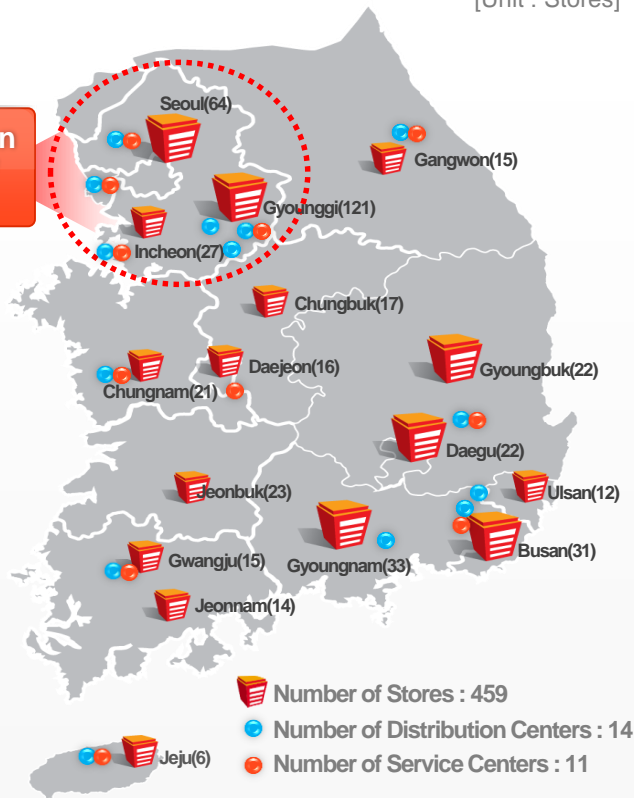 [Unit : Stores]
Seoul(64)
Gangwon(15)
Gyounggi(121)
Incheon(27)
Chungbuk(17)
Daejeon(16)
Gyoungbuk(22)
Chungnam(21)
Daegu(22)
Jeonbuk(23)
Ulsan(12)
Busan(31)
Gwangju(15)
Gyoungnam(33)
Jeonnam(14)
Number of Stores : 459
Number of Distribution Centers : 14
Jeju(6)
Number of Service Centers : 11